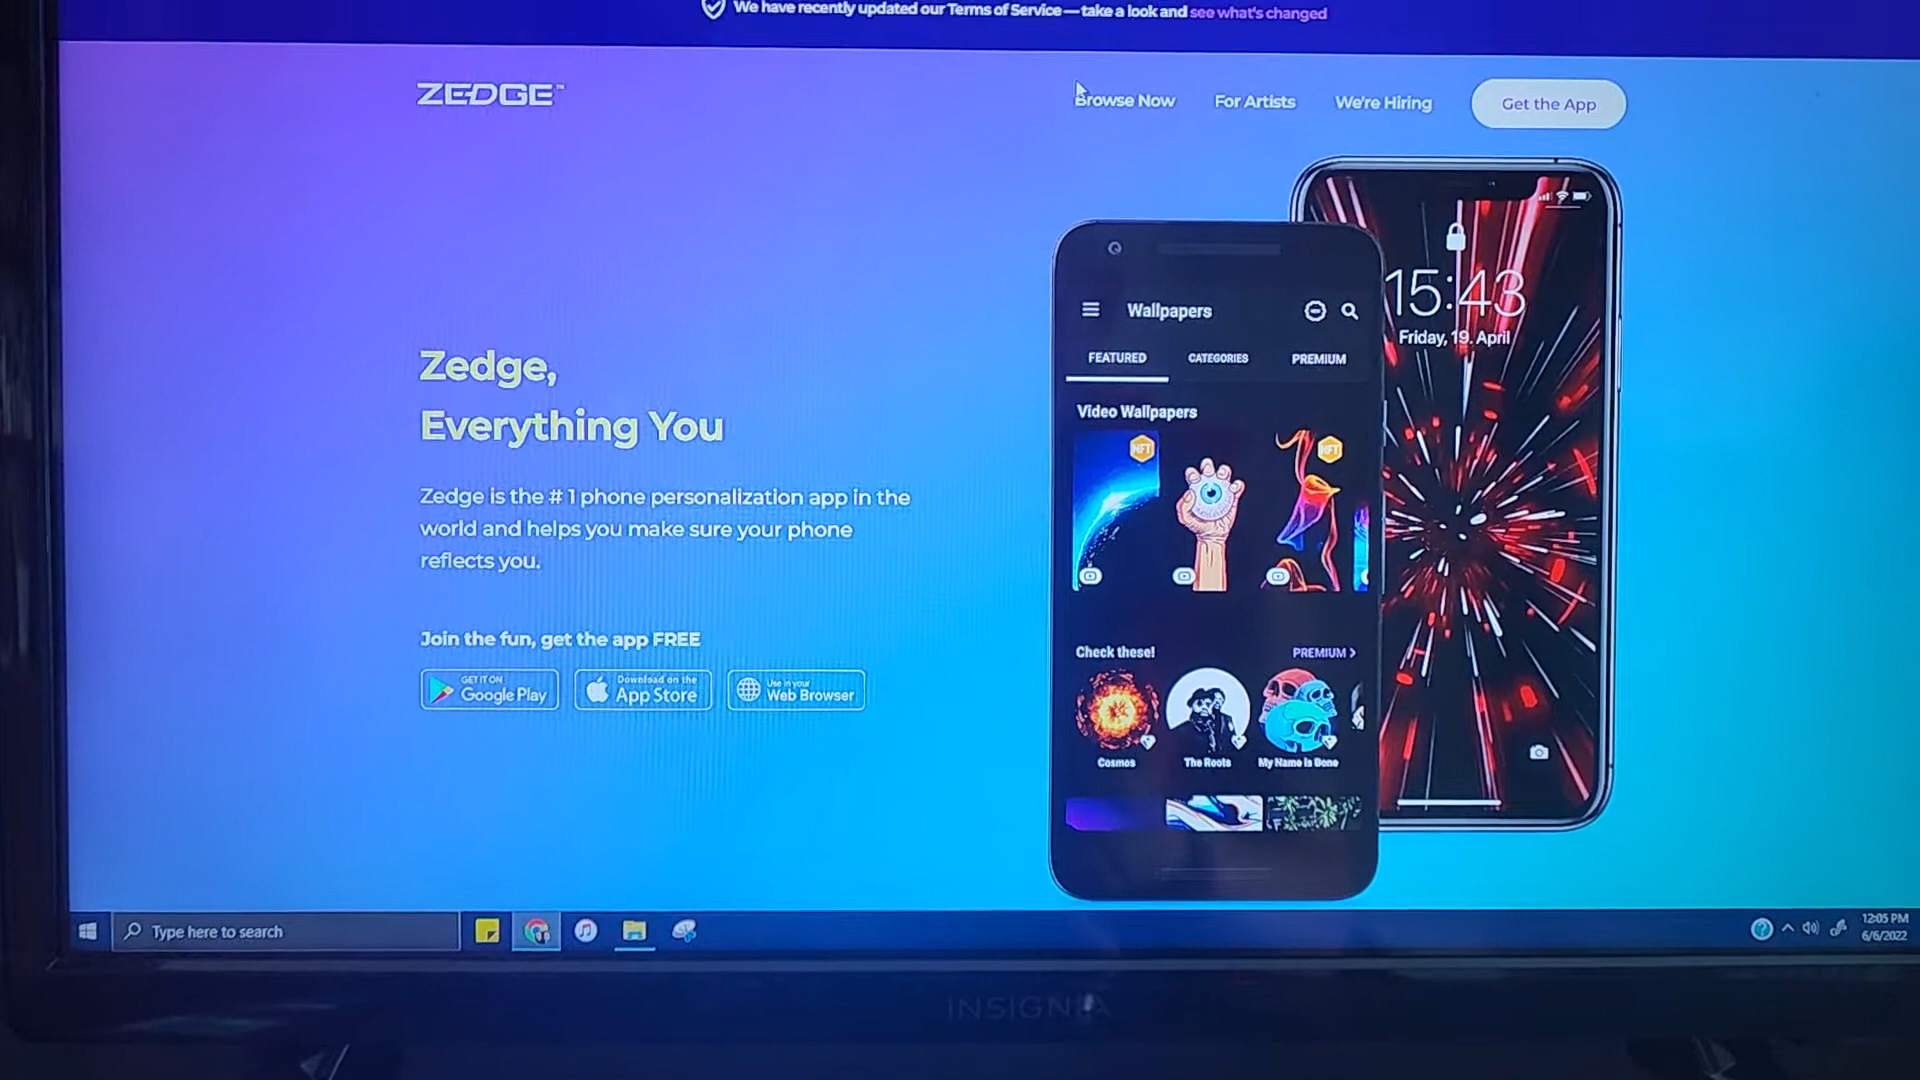 We have recently updated our Terms of Service — take a look and see what's changed
ZEDGE™
Browse Now
For Artists
We're Hiring
Get the App
Zedge,
Everything You
Zedge is the # 1 phone personalization app in the
world and helps you make sure your phone
reflects you.
Join the fun, get the app FREE
GET IT ON
Google Play
Download on the
App Store
Use in your
Web Browser
Wallpapers
FEATURED
CATEGORIES
PREMIUM
Video Wallpapers
NFT
NFT
Check these!
PREMIUM >
Cosmos
The Roots
My Name is Bone
15:43
Friday, 19. April
Type here to search
12:05 PM
6/6/2022
INSIGNIA